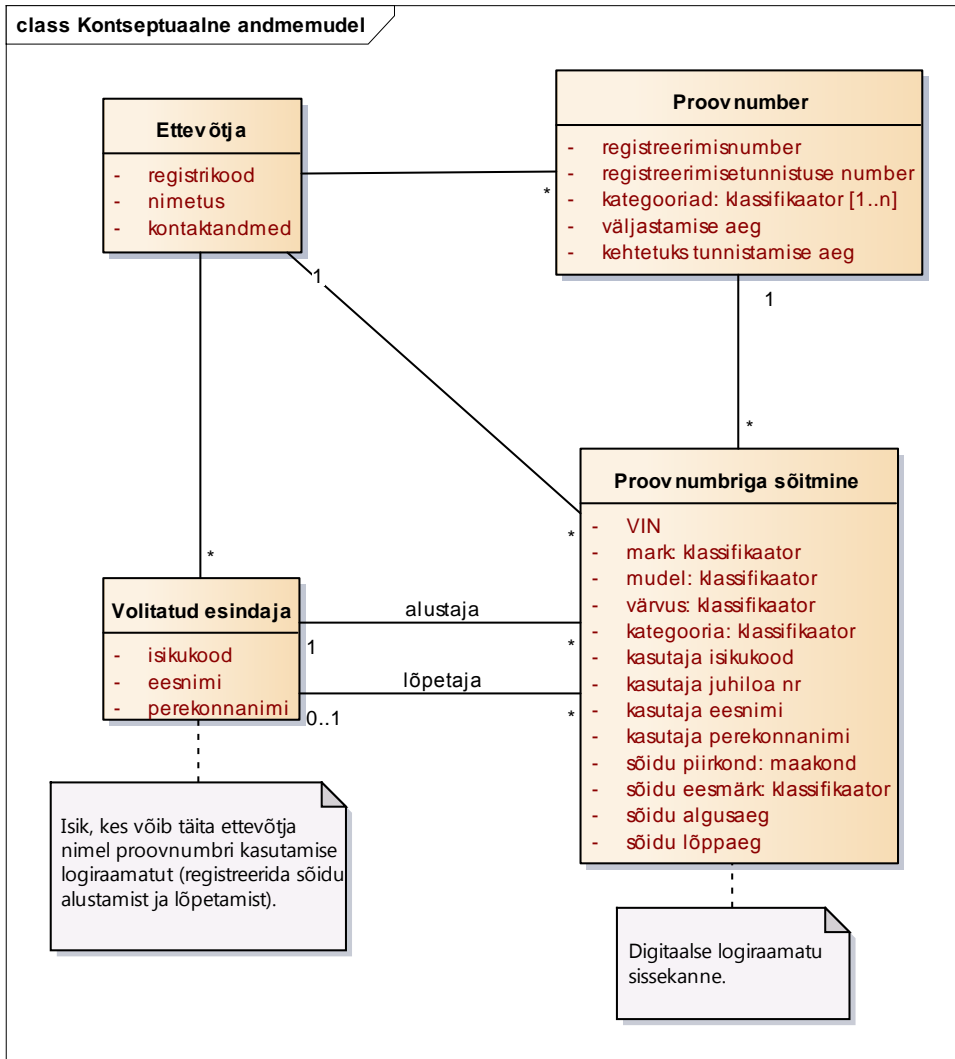 class Kontseptuaalne andmemudel
Ettevõtja
- registrikood
- nimetus
- kontaktandmed
Proovnumber
- registreerimisnumber
- registreerimisetunnistuse number
- kategooriad: klassifikaator [1..n]
- väljastamise aeg
- kehtetuks tunnistamise aeg
*
1
1
*
*
*
Proovnumbriga sõitmine
- VIN
- mark: klassifikaator
- mudel: klassifikaator
- värvus: klassifikaator
- kategooria: klassifikaator
- kasutaja isikukood
- kasutaja juhiloa nr
- kasutaja eesnimi
- kasutaja perekonnanimi
- sõidu piirkond: maakond
- sõidu eesmärk: klassifikaator
- sõidu algusaeg
- sõidu lõppaeg
Volitatud esindaja
- isikukood
- eesnimi
- perekonnanimi
alustaja
1
*
lõpetaja
0..1
*
Isik, kes võib täita ettevõtja
nimel proovnumbri kasutamise
logiraamatut (registreerida sõidu
alustamist ja lõpetamist).
Digitaalse logiraamatu
sissekanne.